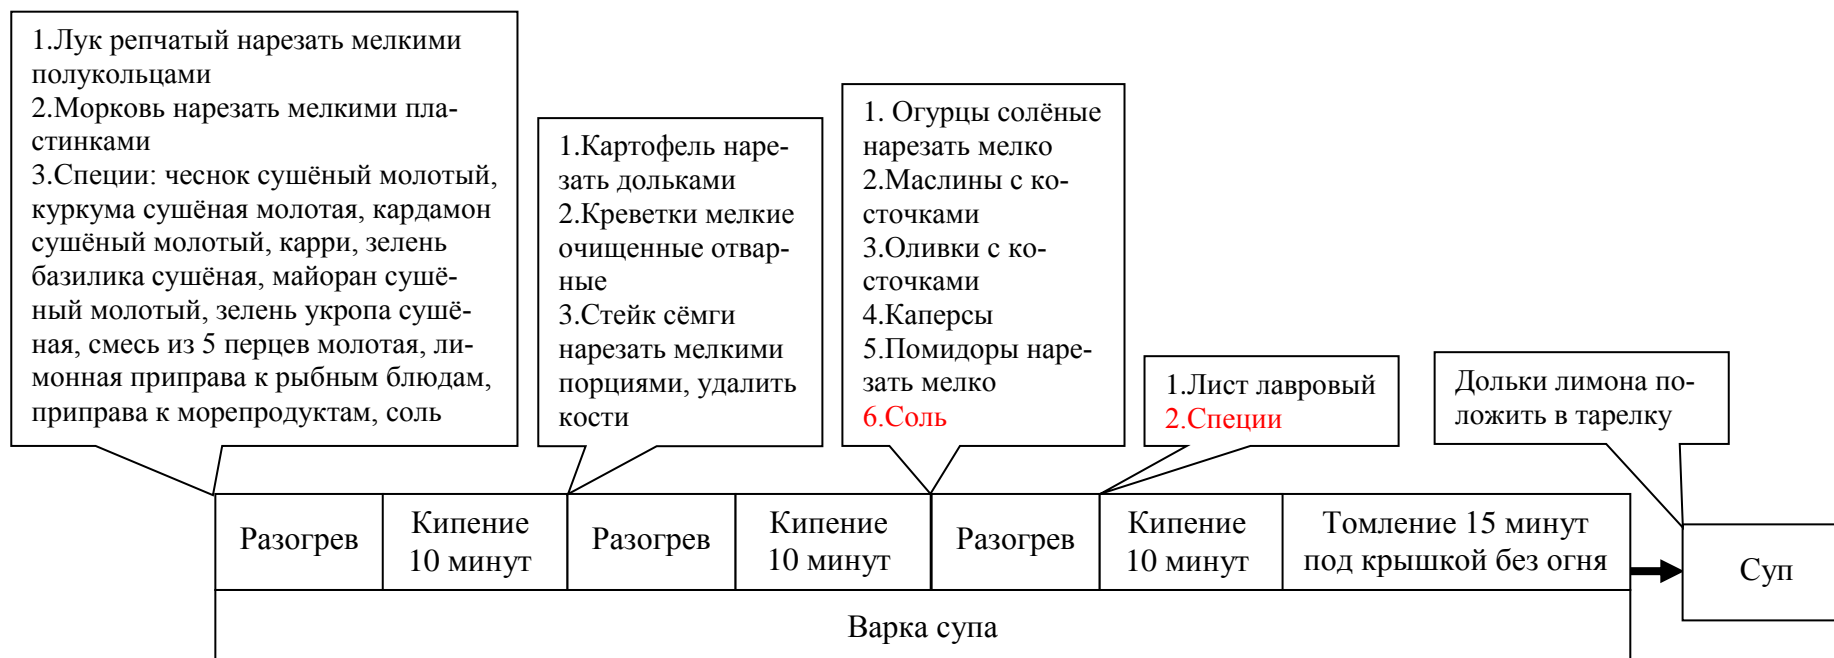 1.Лук репчатый нарезать мелкими
полукольцами
2.Морковь нарезать мелкими пла-
стинками
3.Специи: чеснок сушёный молотый,
куркума сушёная молотая, кардамон
сушёный молотый, карри, зелень
базилика сушёная, майоран сушё-
ный молотый, зелень укропа сушё-
ная, смесь из 5 перцев молотая, ли-
монная приправа к рыбным блюдам,
приправа к морепродуктам, соль
1.Картофель наре-
зать дольками
2.Креветки мелкие
очищенные отвар-
ные
3.Стейк сёмги
нарезать мелкими
порциями, удалить
кости
1. Огурцы солёные
нарезать мелко
2.Маслины с ко-
сточками
3.Оливки с ко-
сточками
4.Каперсы
5.Помидоры наре-
зать мелко
6.Соль
1.Лист лавровый
2.Специи
Дольки лимона по-
ложить в тарелку
Разогрев
Кипение
10 минут
Разогрев
Кипение
10 минут
Разогрев
Кипение
10 минут
Томление 15 минут
под крышкой без огня
Суп
Варка супа